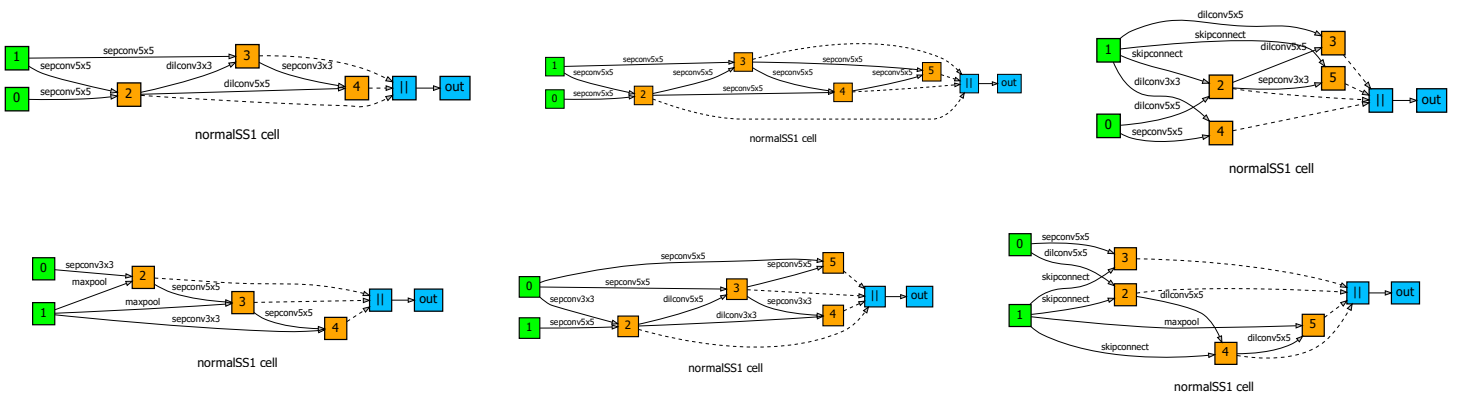 1
0
sepconv5x5
sepconv5x5
sepconv5x5
2
dilconv3x3
dilconv5x5
3
sepconv3x3
4
||
out
normalSS1 cell
1
0
sepconv5x5
sepconv5x5
sepconv5x5
2
sepconv5x5
sepconv5x5
3
sepconv5x5
sepconv5x5
4
sepconv5x5
5
||
out
normalSS1 cell
1
0
dilconv5x5
skipconnect
skipconnect
dilconv3x3
dilconv5x5
sepconv5x5
2
4
dilconv5x5
sepconv3x3
3
5
||
out
normalSS1 cell
0
1
sepconv3x3
maxpool
maxpool
sepconv3x3
2
sepconv5x5
3
sepconv5x5
4
||
out
normalSS1 cell
0
1
sepconv5x5
sepconv5x5
sepconv3x3
sepconv5x5
2
dilconv5x5
dilconv3x3
3
sepconv5x5
sepconv3x3
5
4
||
out
normalSS1 cell
0
1
sepconv5x5
dilconv5x5
skipconnect
skipconnect
maxpool
skipconnect
3
2
dilconv5x5
4
dilconv5x5
5
||
out
normalSS1 cell